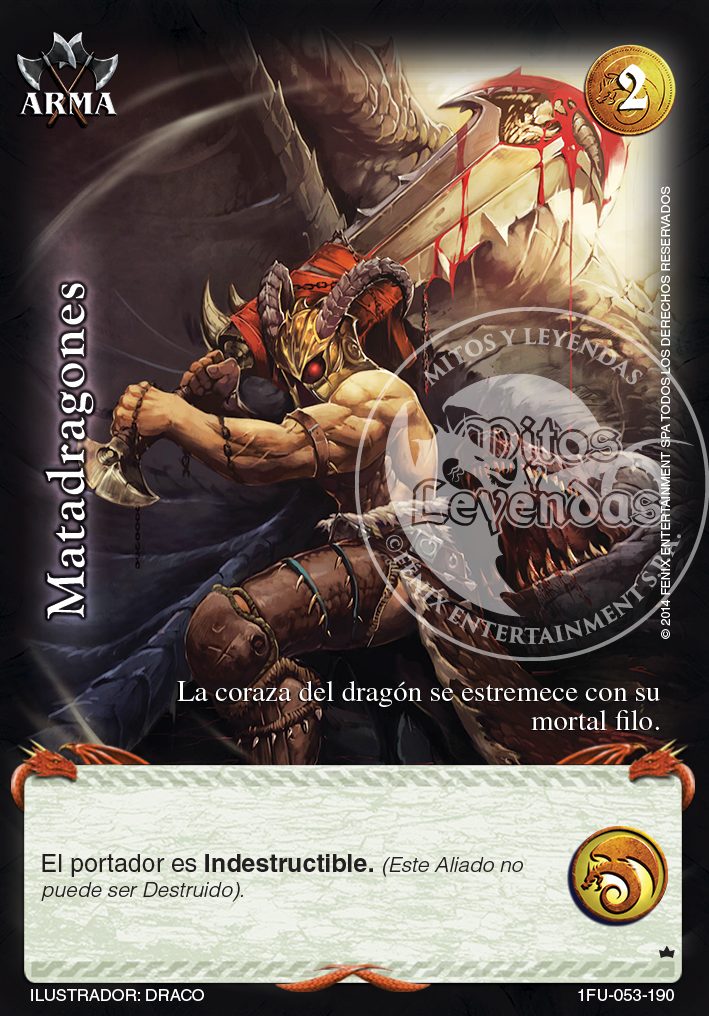 ARMA
2
Matadragones
MITOS Y LEYENDAS
Mitos
Leyendas
© FENIX ENTERTAINMENT S.P.A.
© 2014 FENIX ENTERTAINMENT SPA TODOS LOS DERECHOS RESERVADOS
La coraza del dragón se estremece con su
mortal filo.
El portador es Indestructible. (Este Aliado no
puede ser Destruido).
ILUSTRADOR: DRACO
1FU-053-190